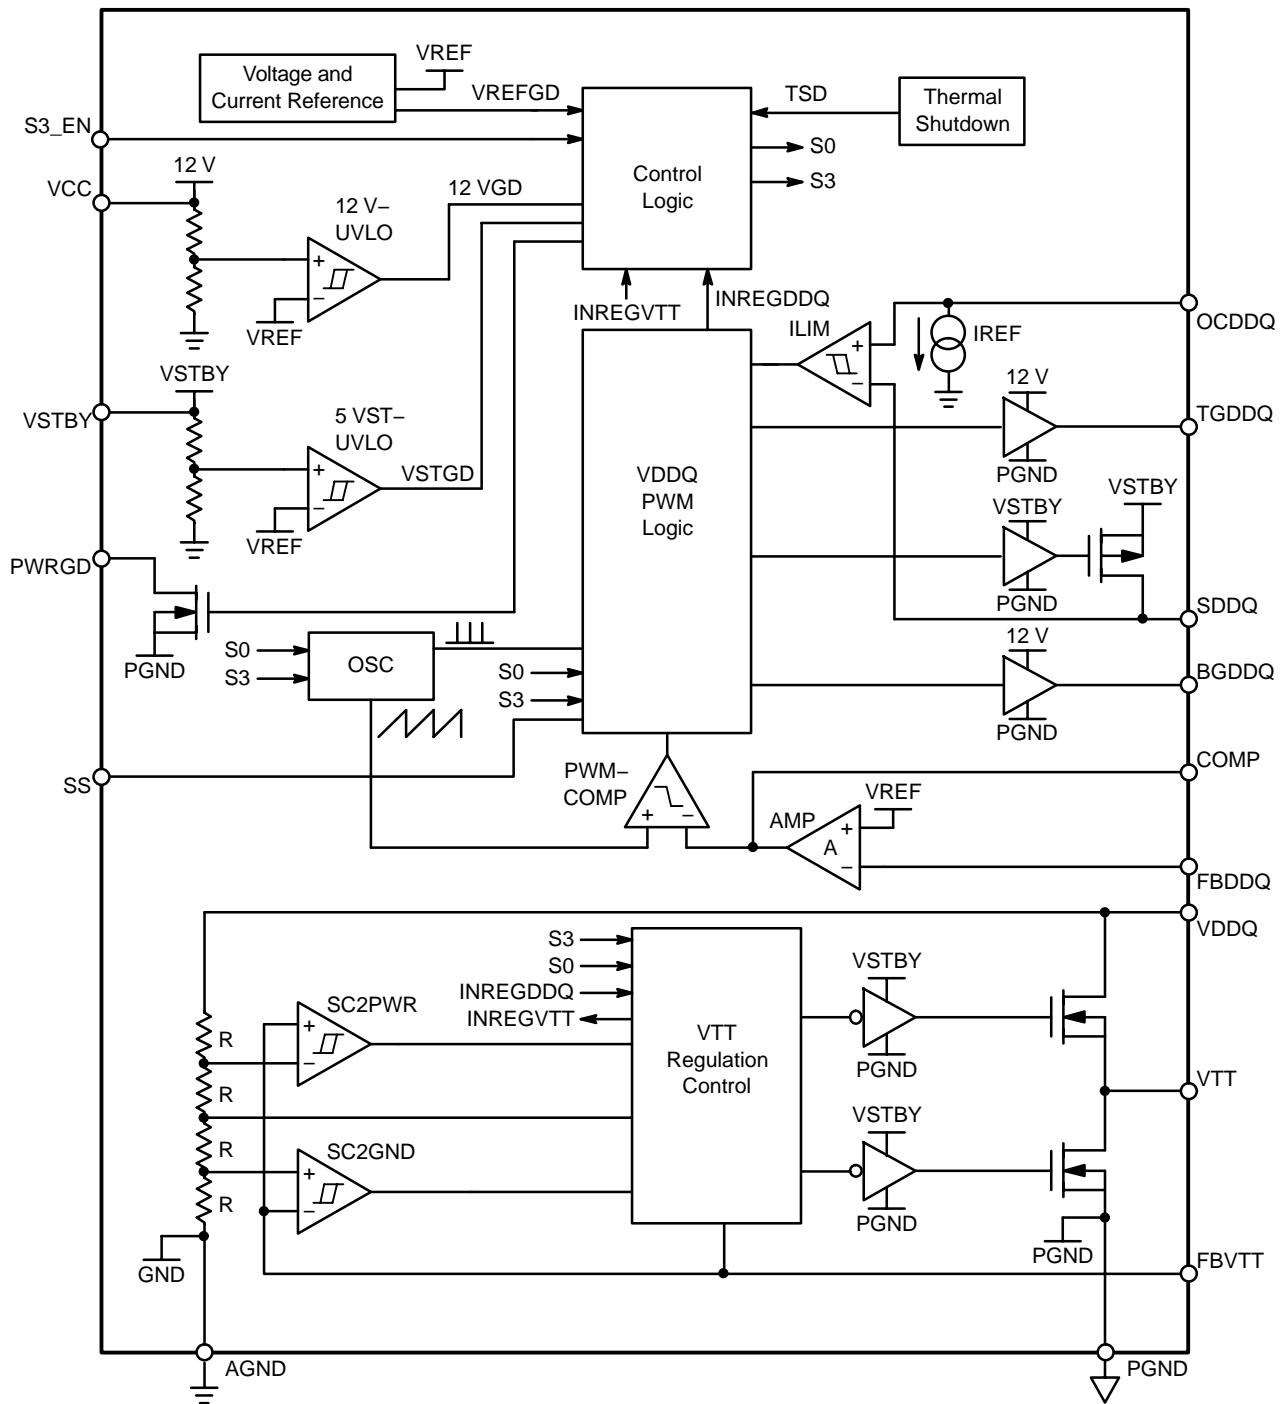 VREF
Voltage and
Current Reference
VREFGD
TSD
Thermal
Shutdown
S3_EN
S0
S3
Control
Logic
12 V
VCC
12 VGD
12 V–
UVLO
+
–
VREF
INREGVTT
INREGDDQ
ILIM
+
–
IREF
OCDDQ
VSTBY
VSTBY
5 VST–
UVLO
+
–
VSTGD
VREF
VDDQ
PWM
Logic
12 V
TGDDQ
PGND
VSTBY
VSTBY
PGND
SDDQ
PWRGD
PGND
S0
S3
OSC
S0
S3
12 V
BGDDQ
PGND
SS
PWM–
COMP
+
–
COMP
VREF
AMP
A
+
–
FBDDQ
VDDQ
S3
S0
INREGDDQ
INREGVTT
VTT
Regulation
Control
SC2PWR
+
–
R
R
R
R
SC2GND
+
–
VSTBY
PGND
VTT
VSTBY
PGND
PGND
GND
FBVTT
AGND
PGND